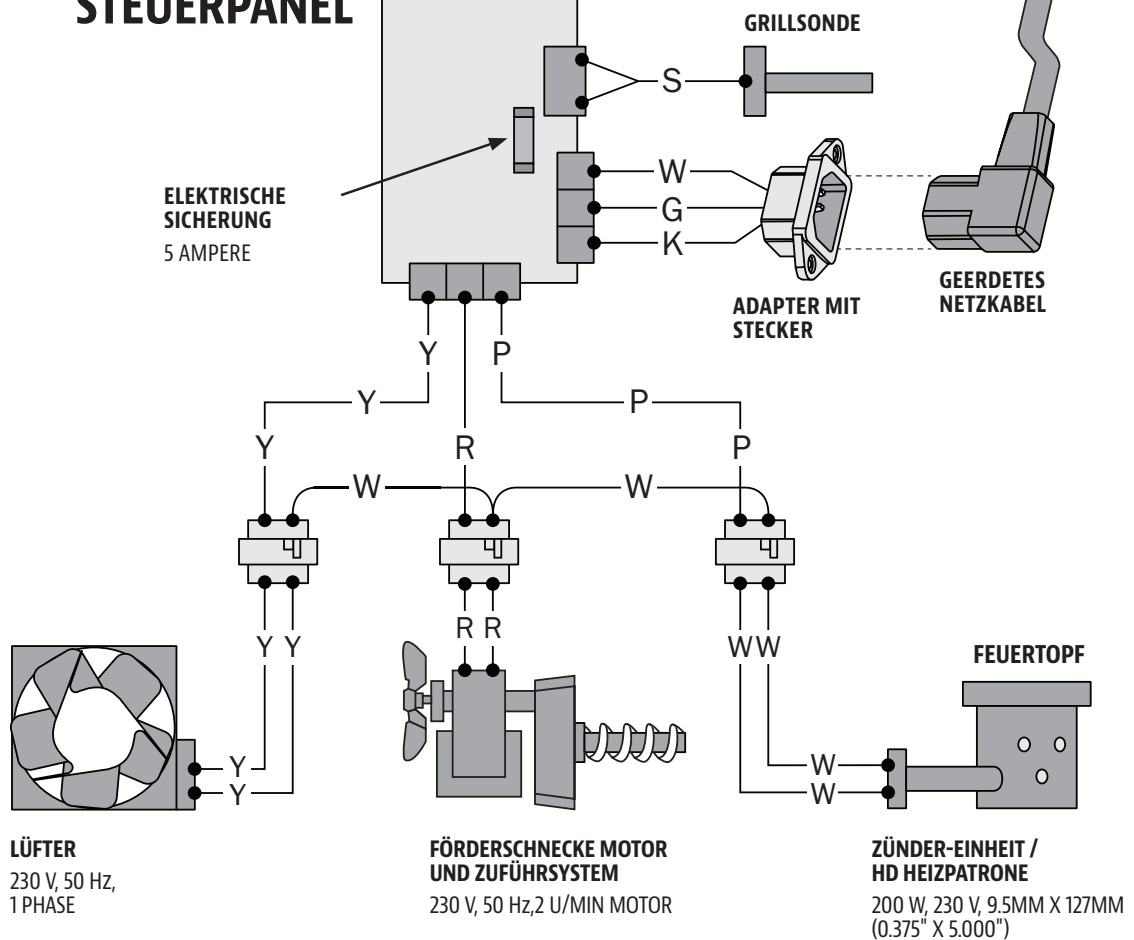 STEUERPANEL
GRILLSONDE
S
ELEKTRISCHE
SICHERUNG
5 AMPERE
W
G
K
ADAPTER MIT
STECKER
GEERDETES
NETZKABEL
Y P
Y P
Y R P
W W
R R
Y Y W W
FEUERTOPF
Y W
Y W
LÜFTER
230 V, 50 Hz,
1 PHASE
FÖRDERSCHNECKE MOTOR
UND ZUFÜHRSYSTEM
230 V, 50 Hz,2 U/MIN MOTOR
ZÜNDER-EINHEIT /
HD HEIZPATRONE
200 W, 230 V, 9.5MM X 127MM
(0.375" X 5.000")